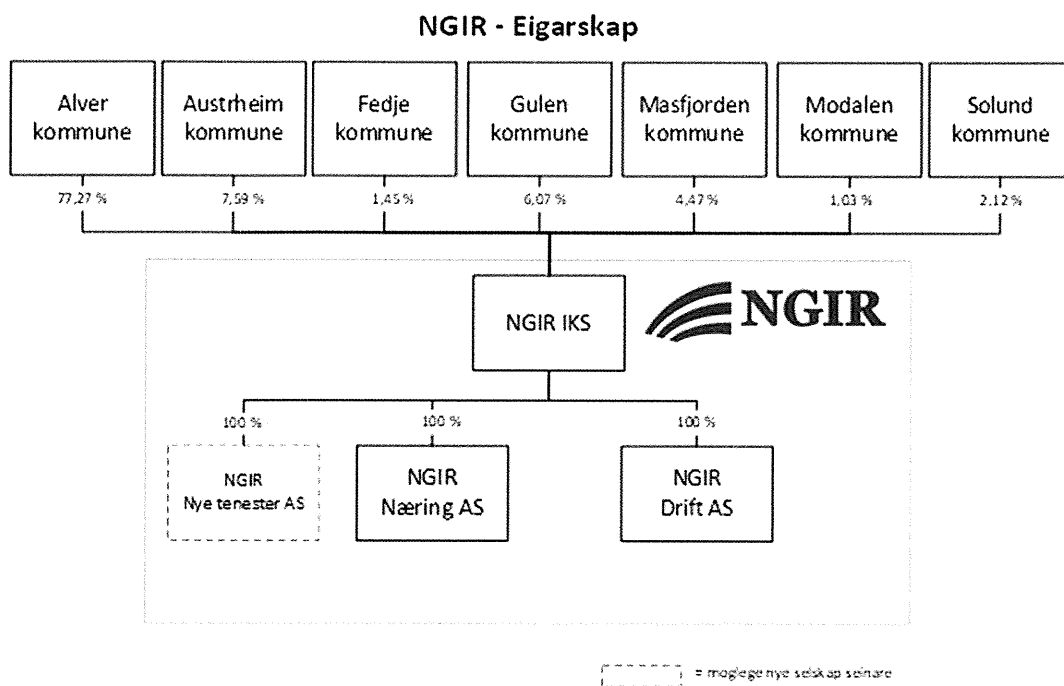 NGIR - Eigarskap
Alver
kommune
Austrheim
kommune
Fedje
kommune
Gulen
kommune
Masfjorden
kommune
Modalen
kommune
Solund
kommune
77,27 %
7,59 %
1,45 %
6,07 %
4,47 %
1,03 %
2,12 %
NGIR IKS
NGIR
100 %
100 %
100 %
NGIR
Nye tenester AS
NGIR
Næring AS
NGIR
Drift AS
= moglege nye selskap seinare